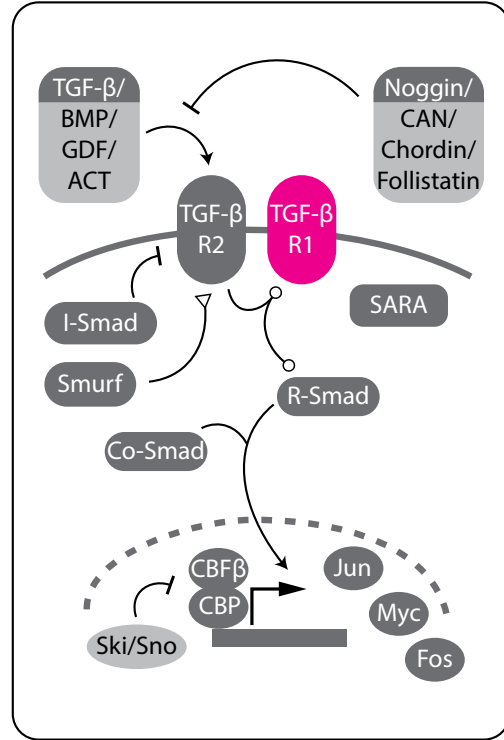 TGF-β/
BMP/
GDF/
ACT
Noggin/
CAN/
Chordin/
Follistatin
TGF-β
R2
TGF-β
R1
SARA
I-Smad
Smurf
R-Smad
Co-Smad
CBFβ
CBP
Jun
Myc
Fos
Ski/Sno